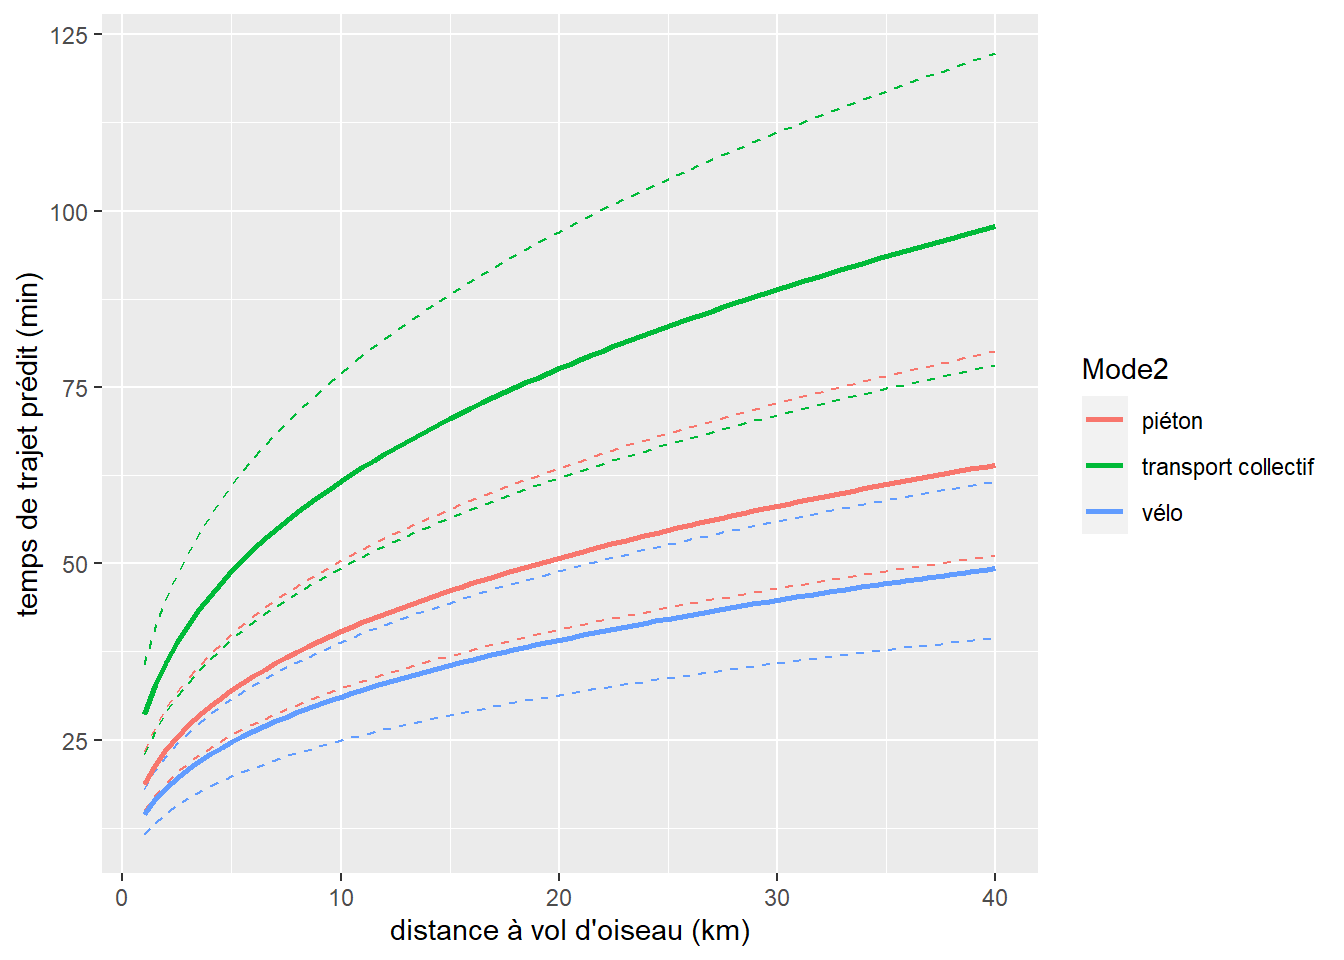 125
100
75
50
25
temps de trajet prédit (min)
0 10 20 30 40
distance à vol d'oiseau (km)
Mode2
piéton
transport collectif
vélo